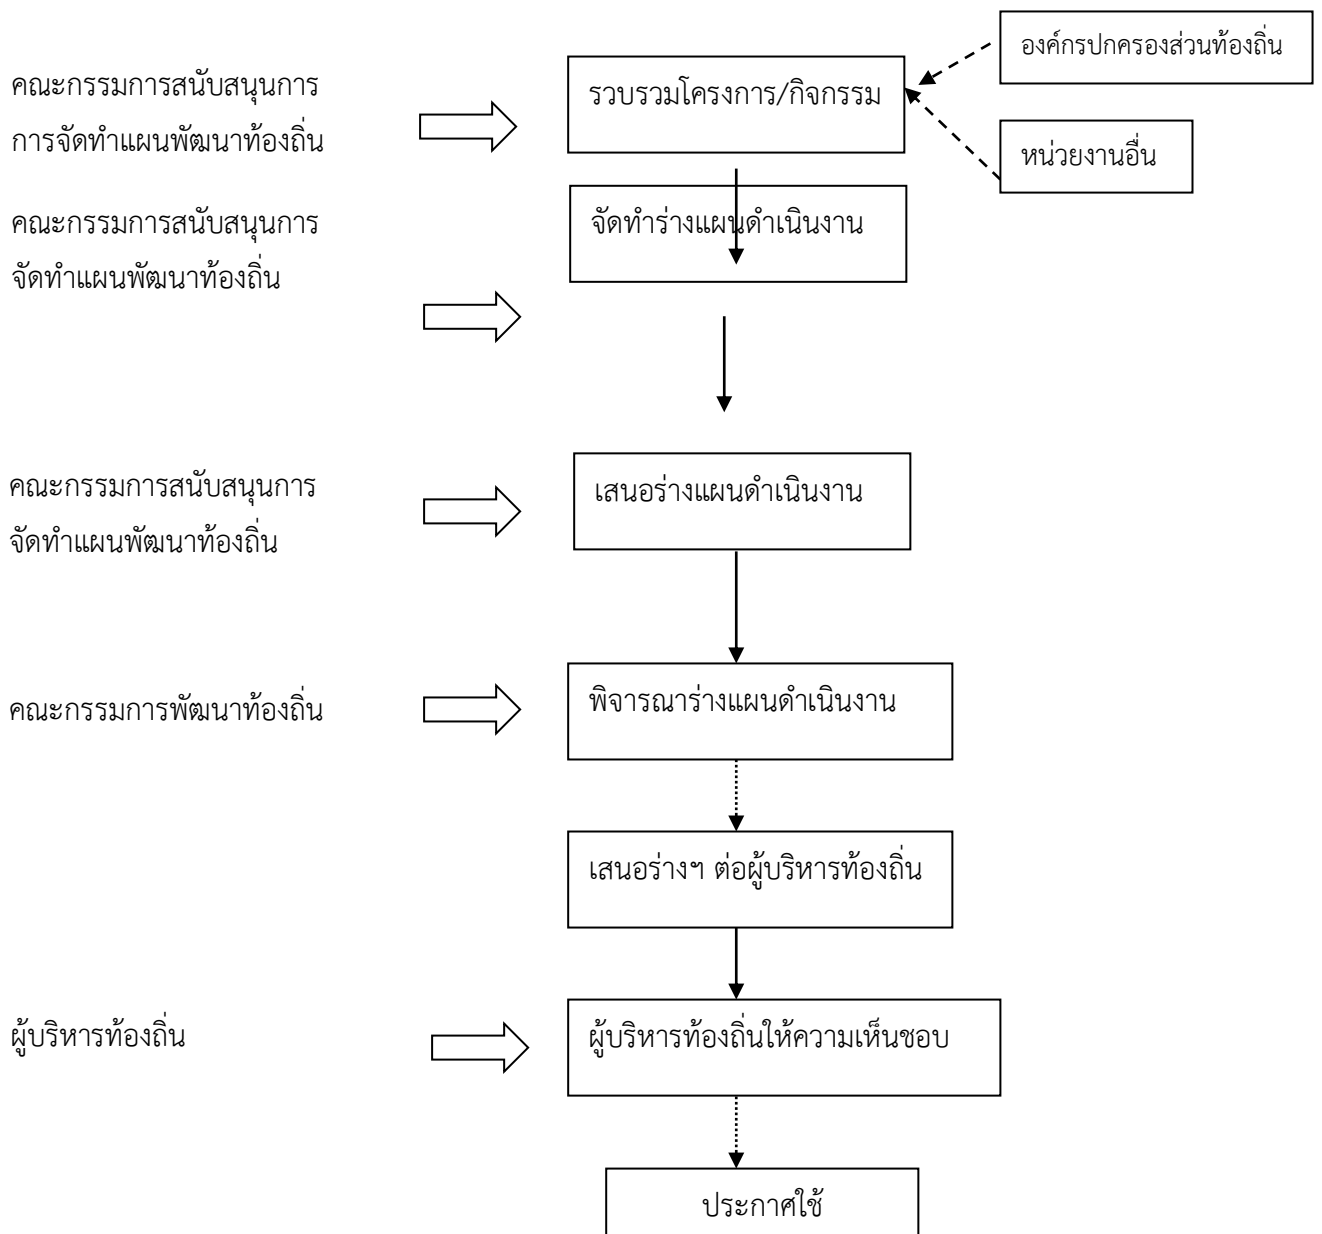 องค์กรปกครองส่วนท้องถิ่น
คณะกรรมการสนับสนุนการ
การจัดทำแผนพัฒนาท้องถิ่น
รวบรวมโครงการ/กิจกรรม
หน่วยงานอื่น
คณะกรรมการสนับสนุนการ
จัดทำแผนพัฒนาท้องถิ่น
จัดทำร่างแผนดำเนินงาน
คณะกรรมการสนับสนุนการ
จัดทำแผนพัฒนาท้องถิ่น
เสนอร่างแผนดำเนินงาน
คณะกรรมการพัฒนาท้องถิ่น
พิจารณาร่างแผนดำเนินงาน
เสนอร่างฯ ต่อผู้บริหารท้องถิ่น
ผู้บริหารท้องถิ่น
ผู้บริหารท้องถิ่นให้ความเห็นชอบ
ประกาศใช้